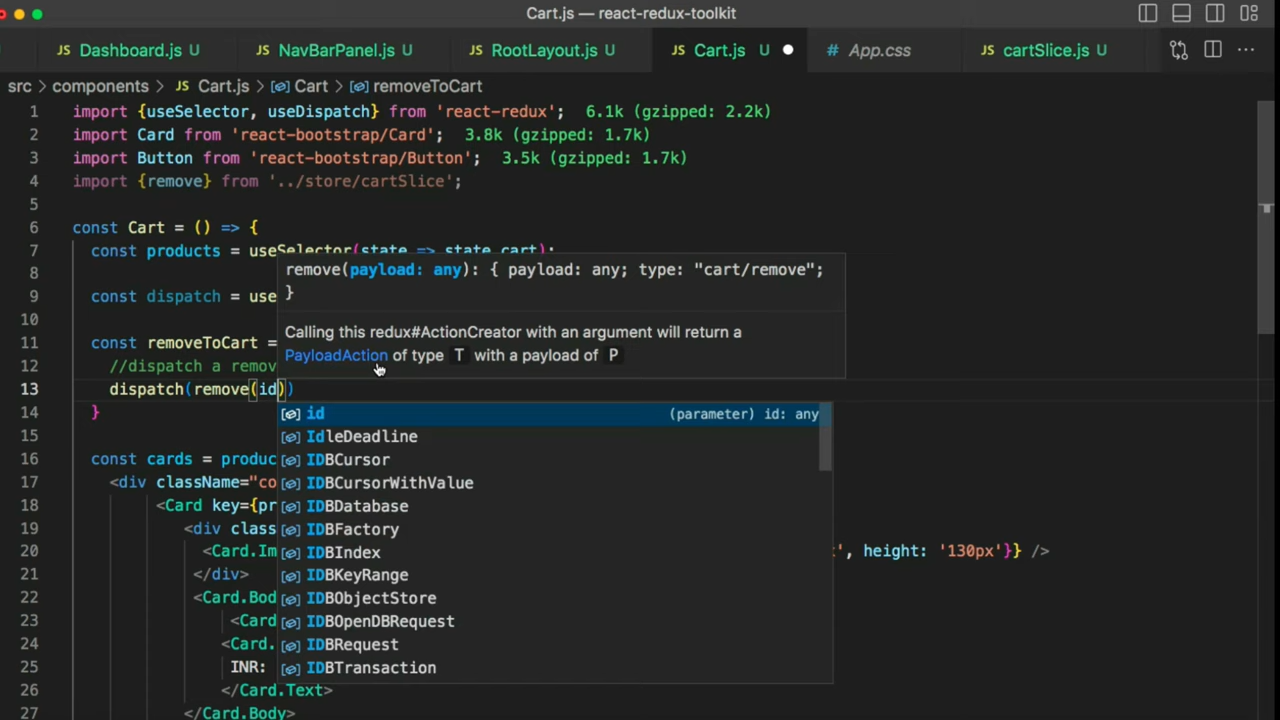 Cart.js — react-redux-toolkit
JS Dashboard.js U JS NavBarPanel.js U JS RootLayout.js U JS Cart.js U # App.css JS cartSlice.js U
src > components > JS Cart.js > Cart > removeToCart
1 import {useSelector, useDispatch} from 'react-redux'; 6.1k (gzipped: 2.2k)
2 import Card from 'react-bootstrap/Card'; 3.8k (gzipped: 1.7k)
3 import Button from 'react-bootstrap/Button'; 3.5k (gzipped: 1.7k)
4 import {remove} from '../store/cartSlice';
5
6 const Cart = () => {
7 const products = useSelector(state => state.cart);
remove(payload: any): { payload: any; type: "cart/remove";
8
}
9 const dispatch = use
10
Calling this redux#ActionCreator with an argument will return a
11 const removeToCart =
PayloadAction of type T with a payload of P
12 //dispatch a remov
13 dispatch(remove(id))
14 }
id (parameter) id: any
15
IdleDeadline
16 const cards = produc
IDBCursor
17 <div className="co
IDBCursorWithValue
18 <Card key={pr
IDBDatabase
19 <div class
IDBFactory
20 <Card.Im
IDBIndex
', height: '130px'}} />
21 </div>
IDBKeyRange
22 <Card.Bod
IDBObjectStore
23 <Card
IDBOpenDBRequest
24 <Card.
IDBRequest
25 INR:
IDBTransaction
26 </Card.Text>
27 </Card.Body>